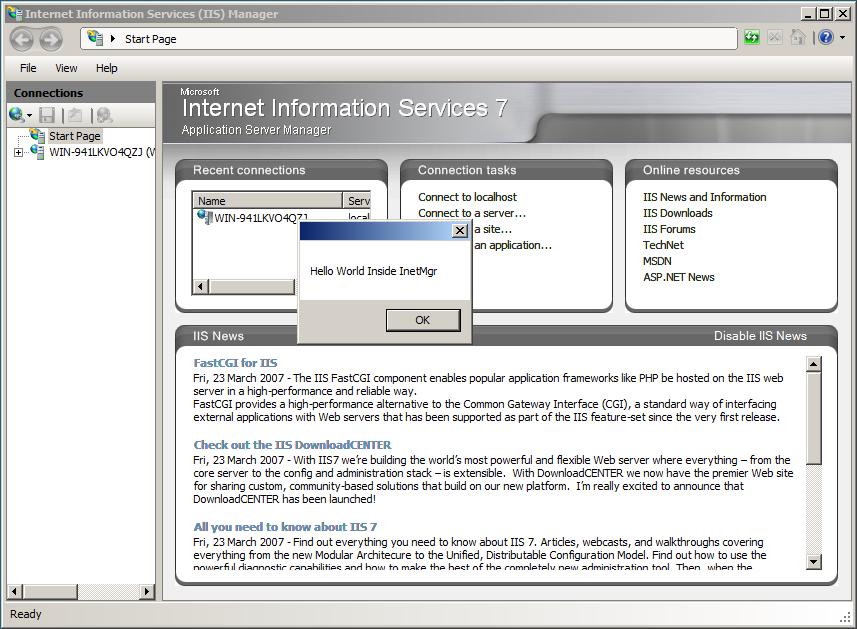 Internet Information Services (IIS) Manager
Start Page
File View Help
Connections
Start Page
WIN-941LKVO4QZJ (W
Microsoft
Internet Information Services 7
Application Server Manager
Recent connections
Name Serv
WIN-941LKVO4QZJ local
Connection tasks
Connect to localhost
Connect to a server...
a site...
an application...
Online resources
IIS News and Information
IIS Downloads
IIS Forums
TechNet
MSDN
ASP.NET News
Hello World Inside InetMgr
OK
IIS News Disable IIS News
FastCGI for IIS
Fri, 23 March 2007 - The IIS FastCGI component enables popular application frameworks like PHP be hosted on the IIS web
server in a high-performance and reliable way.
FastCGI provides a high-performance alternative to the Common Gateway Interface (CGI), a standard way of interfacing
external applications with Web servers that has been supported as part of the IIS feature-set since the very first release.
Check out the IIS DownloadCENTER
Fri, 23 March 2007 - With IIS7 we're building the world's most powerful and flexible Web server where everything – from the
core server to the config and administration stack – is extensible. With DownloadCENTER we now have the premier Web site
for sharing custom, community-based solutions that build on our new platform. I'm really excited to announce that
DownloadCENTER has been launched!
All you need to know about IIS 7
Fri, 23 March 2007 - Find out everything you need to know about IIS 7. Articles, webcasts, and walkthroughs covering
everything from the new Modular Architecure to the Unified, Distributable Configuration Model. Find out how to use the
powerful diagnostic capabilities and how to make the best of the completely new administration tool. Then, when the
Ready